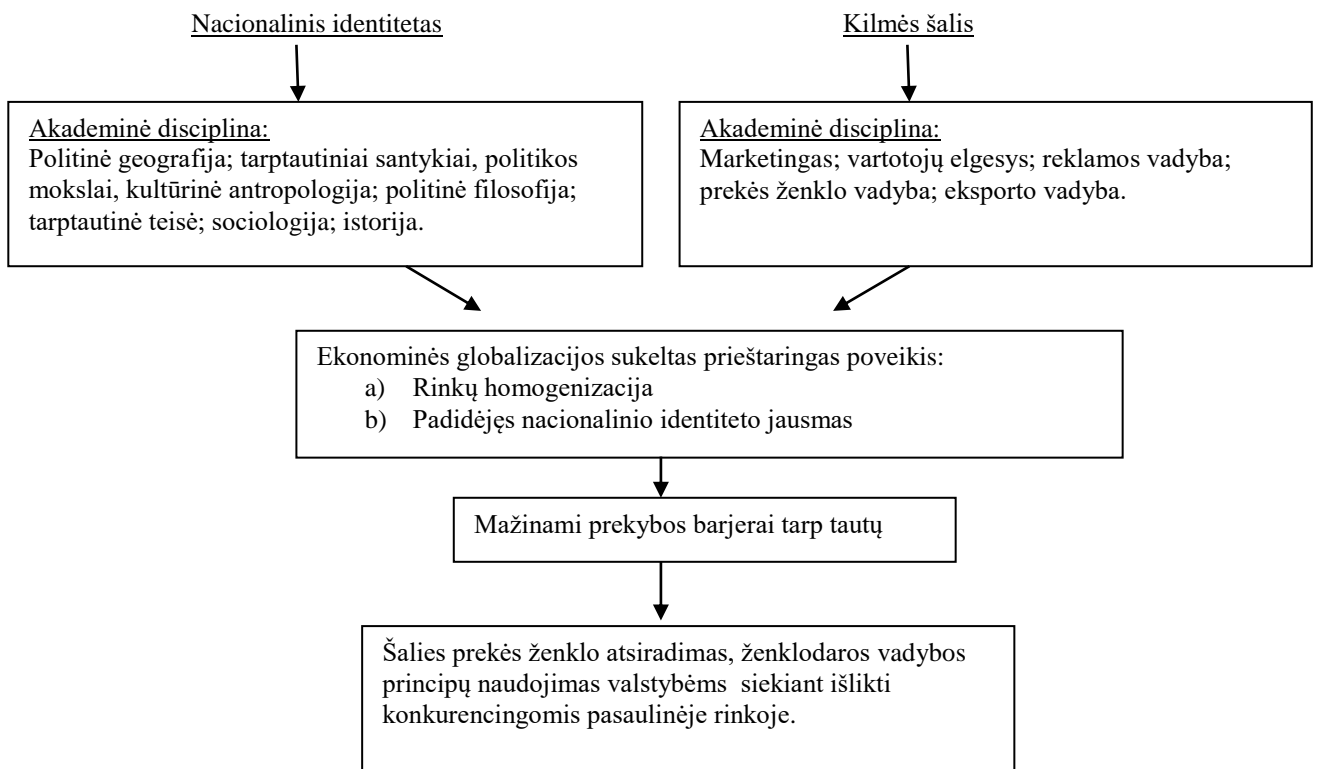 Nacionalinis identitetas
Kilmės šalis
Akademinė disciplina:
Politinė geografija; tarptautiniai santykiai, politikos
mokslai, kultūrinė antropologija; politinė filosofija;
tarptautinė teisė; sociologija; istorija.
Akademinė disciplina:
Marketingas; vartotojų elgesys; reklamos vadyba;
prekės ženklo vadyba; eksporto vadyba.
Ekonominės globalizacijos sukeltas prieštaringas poveikis:
a) Rinkų homogenizacija
b) Padidėjęs nacionalinio identiteto jausmas
Mažinami prekybos barjerai tarp tautų
Šalies prekės ženklo atsiradimas, ženklodaros vadybos
principų naudojimas valstybėms siekiant išlikti
konkurencingomis pasaulinėje rinkoje.